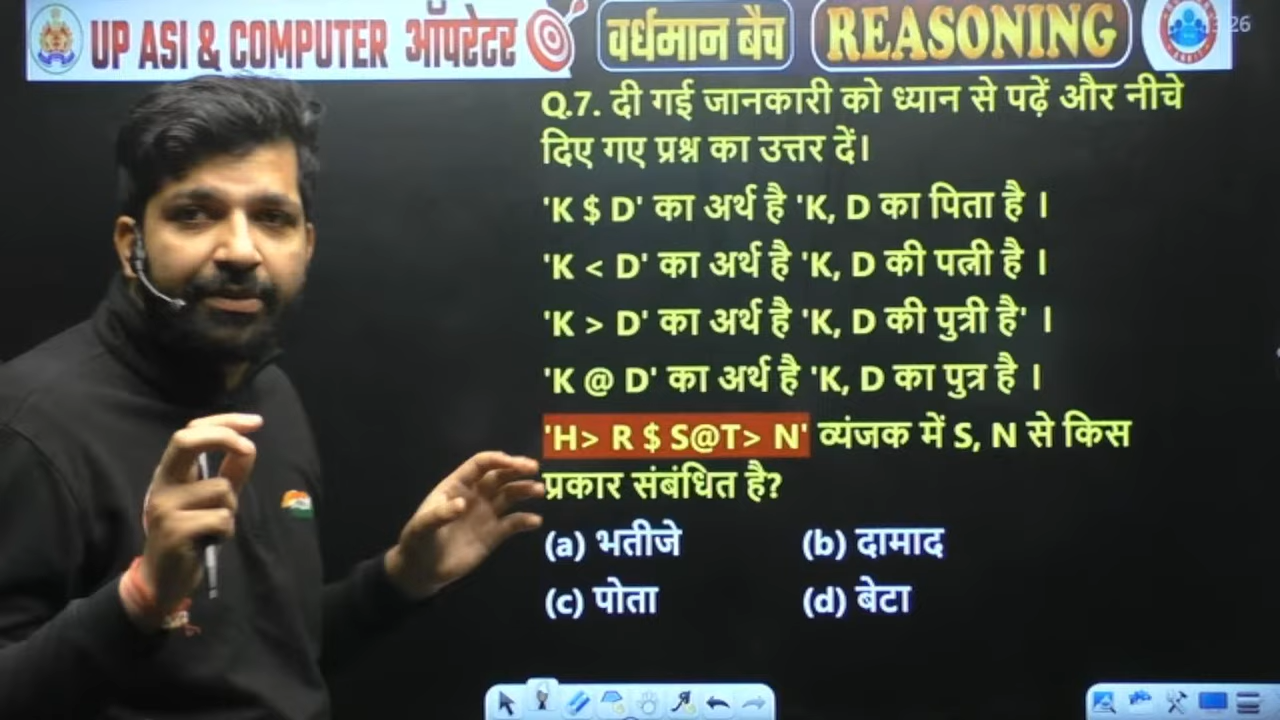 UP ASI & COMPUTER ऑपरेटर
वर्धमान बैच
REASONING
Q.7. दी गई जानकारी को ध्यान से पढ़ें और नीचे
दिए गए प्रश्न का उत्तर दें।
'K $ D' का अर्थ है 'K, D का पिता है ।
'K < D' का अर्थ है 'K, D की पत्नी है ।
'K > D' का अर्थ है 'K, D की पुत्री है' ।
'K @ D' का अर्थ है 'K, D का पुत्र है ।
'H> R $ S@T> N' व्यंजक में S, N से किस
प्रकार संबंधित है?
(a) भतीजे (b) दामाद
(c) पोता (d) बेटा